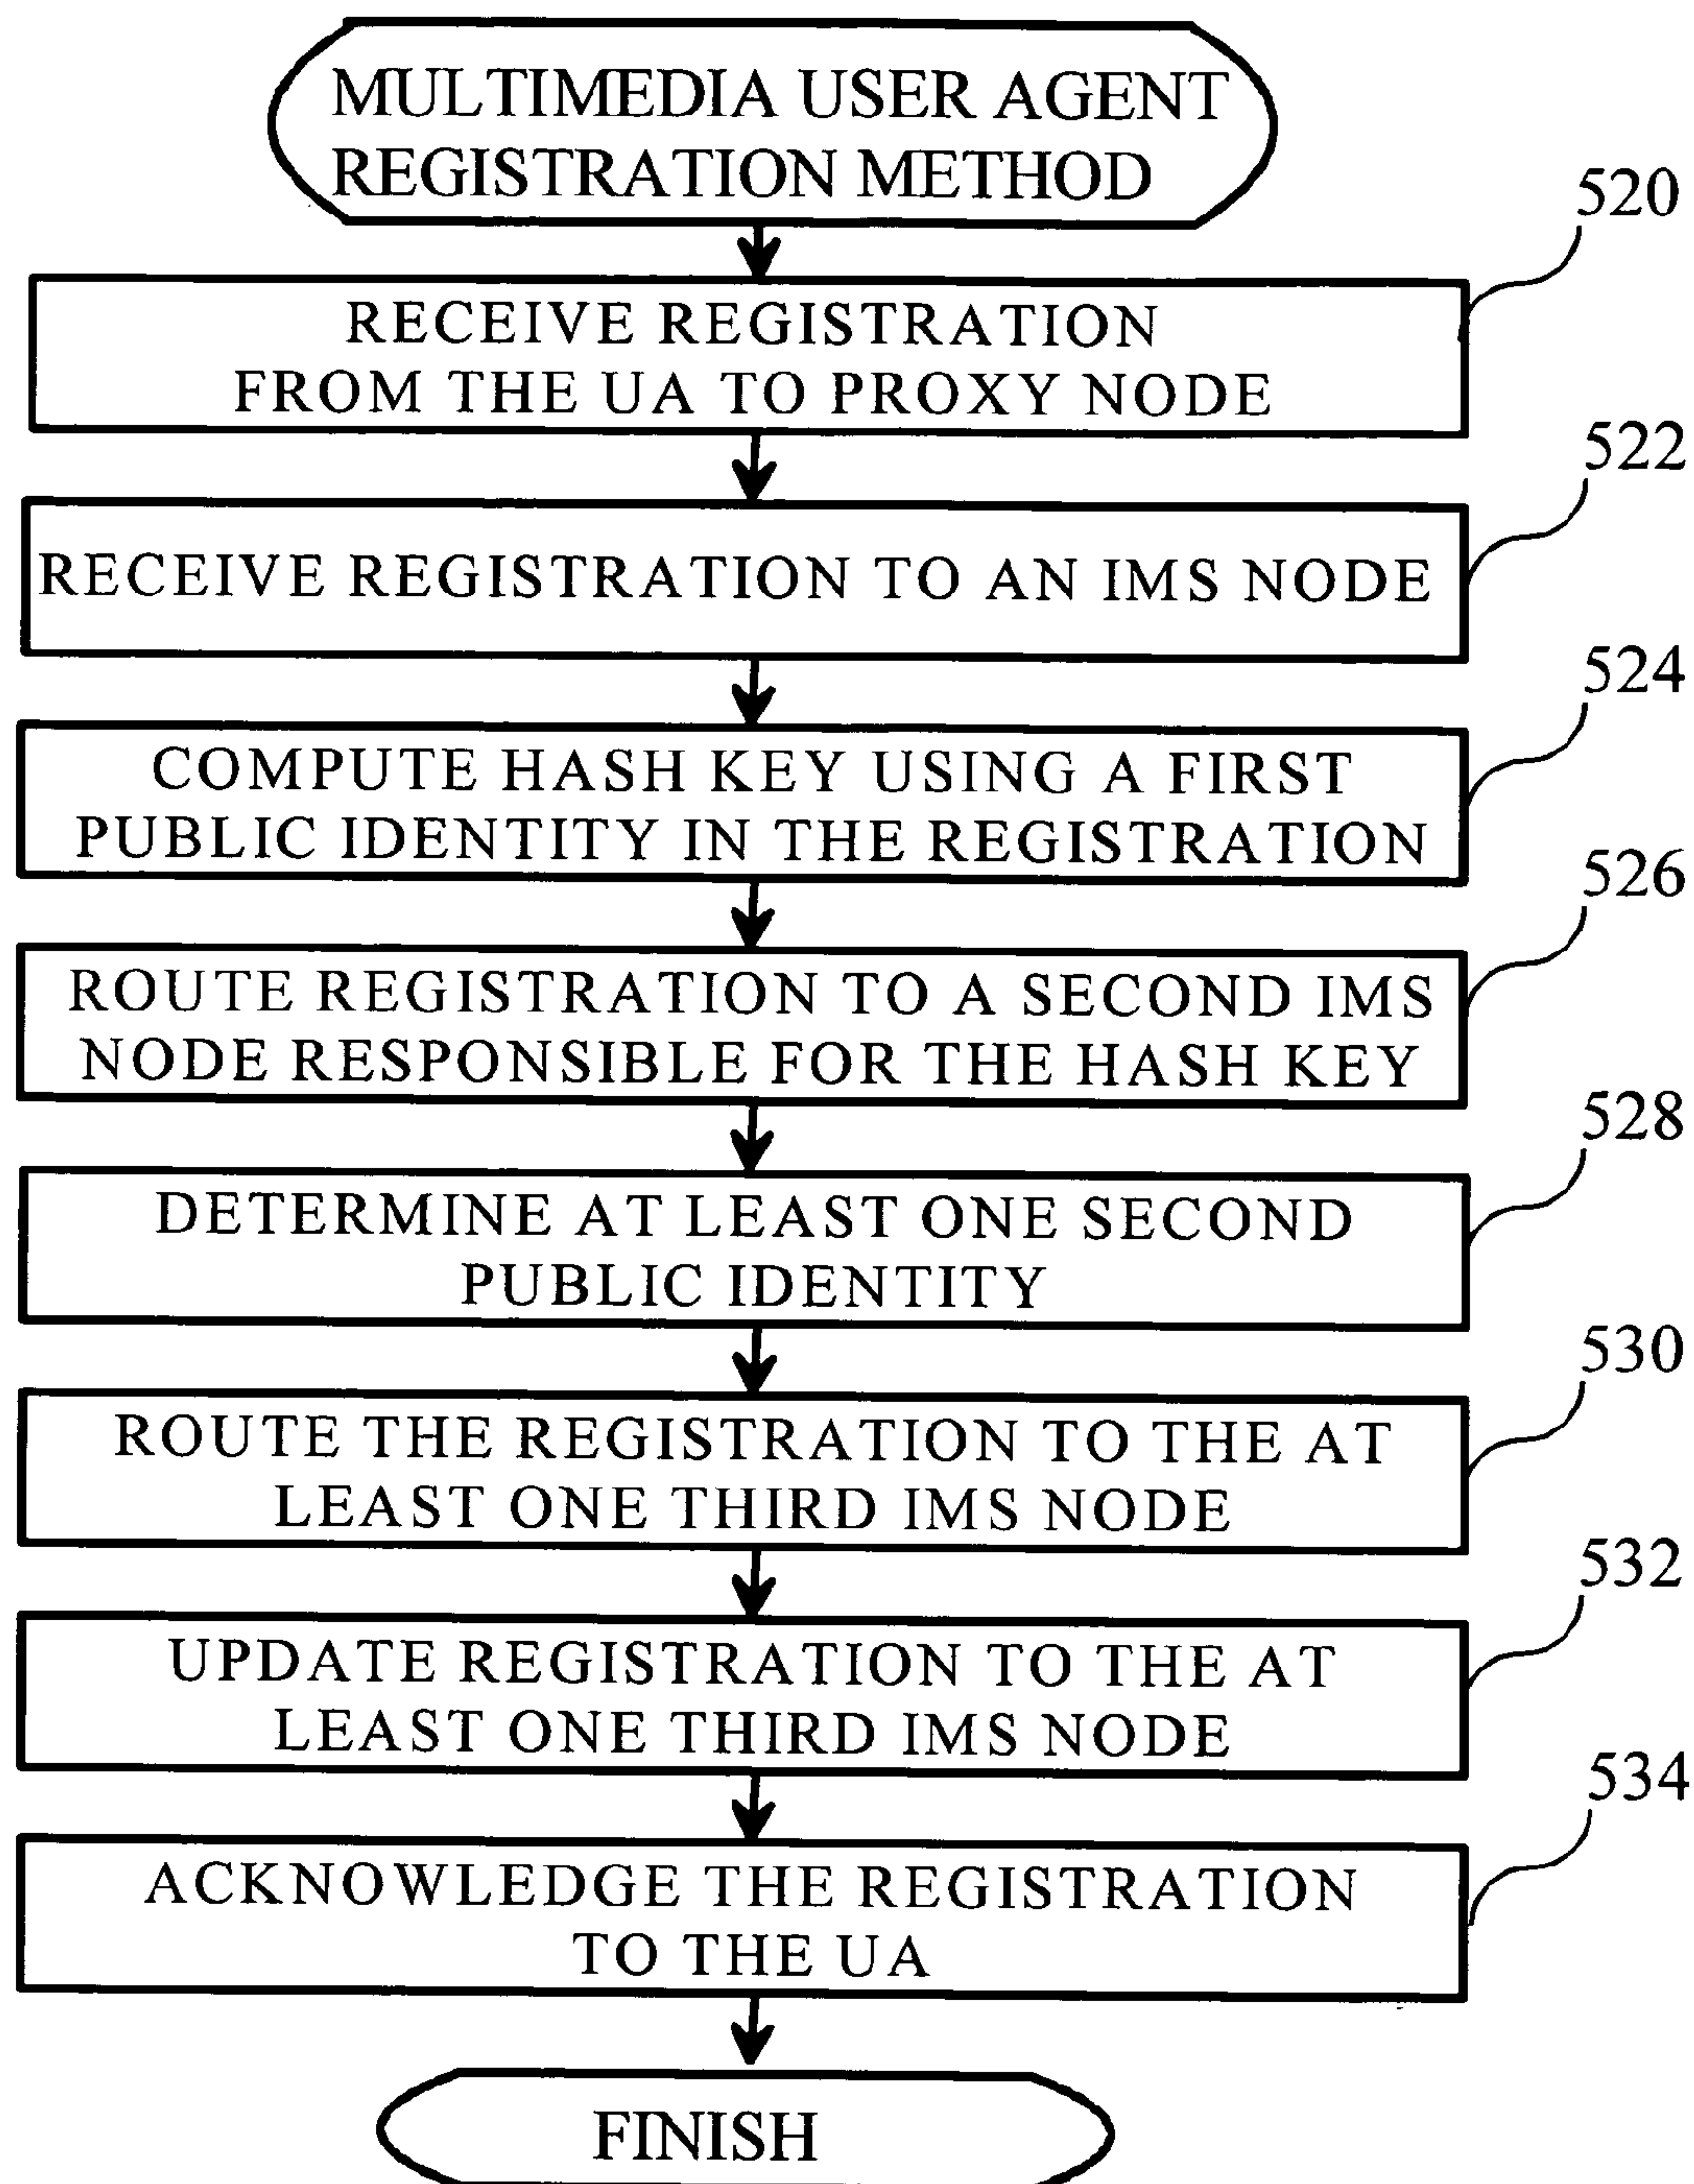 MULTIMEDIA USER AGENT
REGISTRATION METHOD
520
RECEIVE REGISTRATION
FROM THE UA TO PROXY NODE
522
RECEIVE REGISTRATION TO AN IMS NODE
524
COMPUTE HASH KEY USING A FIRST
PUBLIC IDENTITY IN THE REGISTRATION
526
ROUTE REGISTRATION TO A SECOND IMS
NODE RESPONSIBLE FOR THE HASH KEY
528
DETERMINE AT LEAST ONE SECOND
PUBLIC IDENTITY
530
ROUTE THE REGISTRATION TO THE AT
LEAST ONE THIRD IMS NODE
532
UPDATE REGISTRATION TO THE AT
LEAST ONE THIRD IMS NODE
534
ACKNOWLEDGE THE REGISTRATION
TO THE UA
FINISH